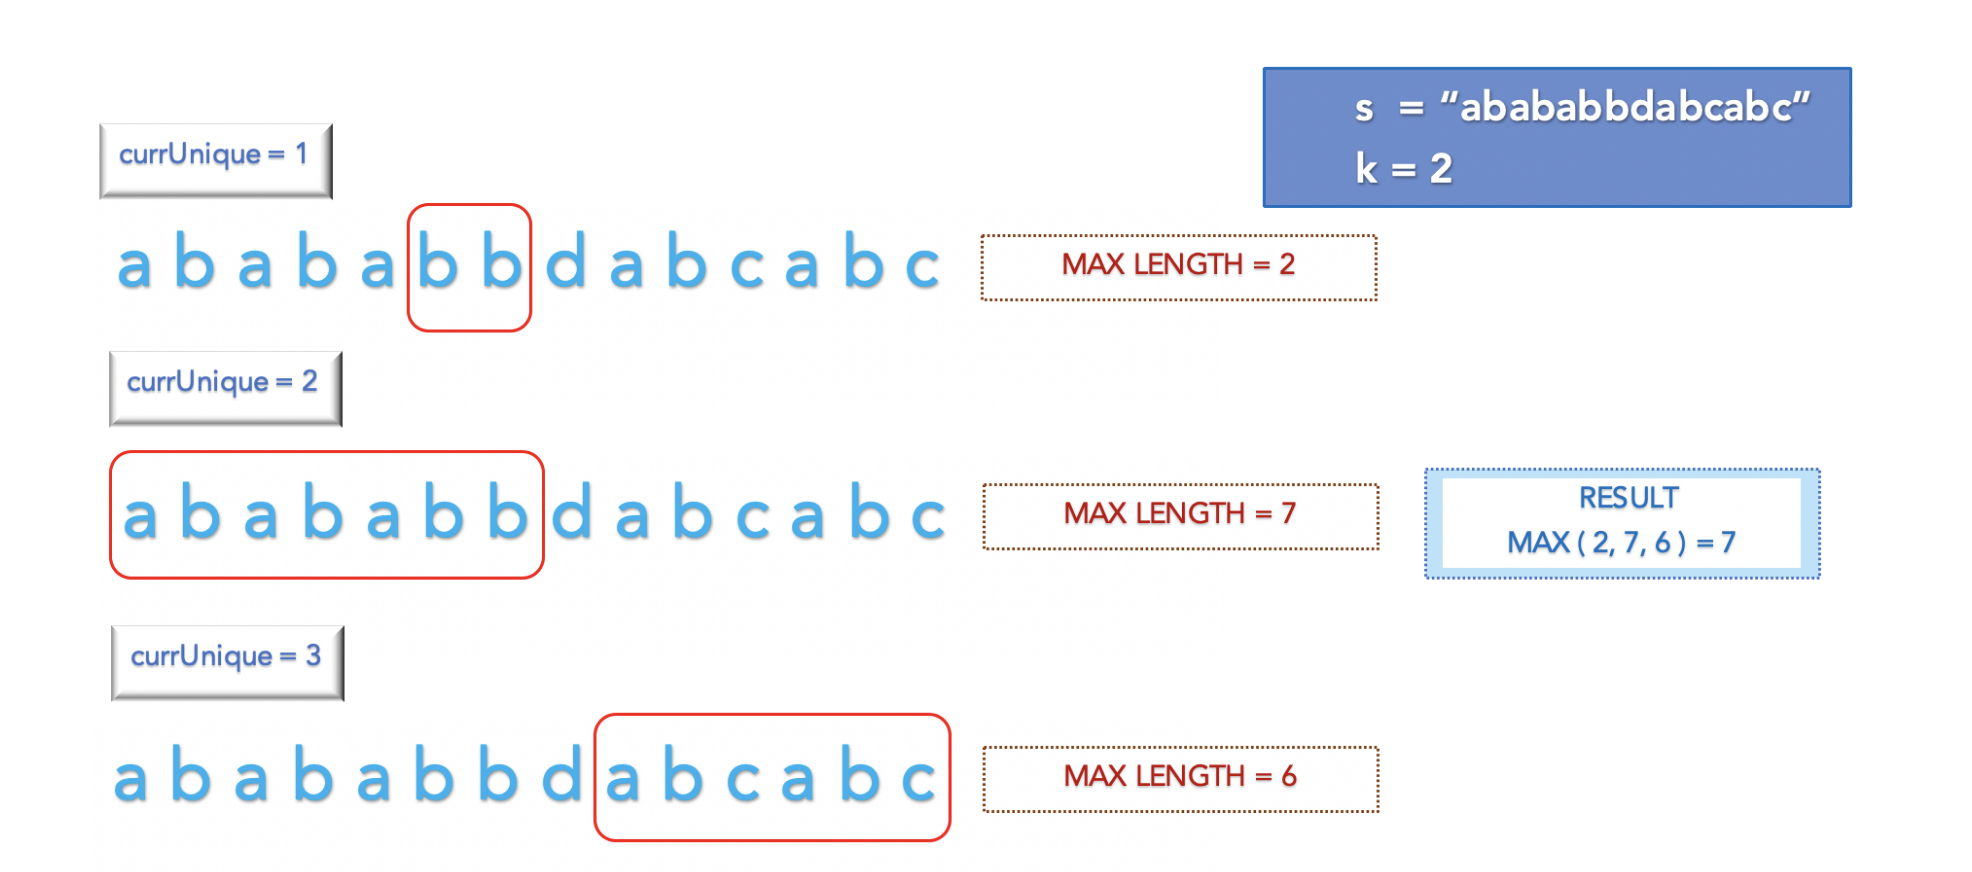 s = “abababbdabcabc”
k = 2
currUnique = 1
a b a b a b b d a b c a b c
MAX LENGTH = 2
currUnique = 2
a b a b a b b d a b c a b c
MAX LENGTH = 7
RESULT
MAX ( 2, 7, 6 ) = 7
currUnique = 3
a b a b a b b d a b c a b c
MAX LENGTH = 6